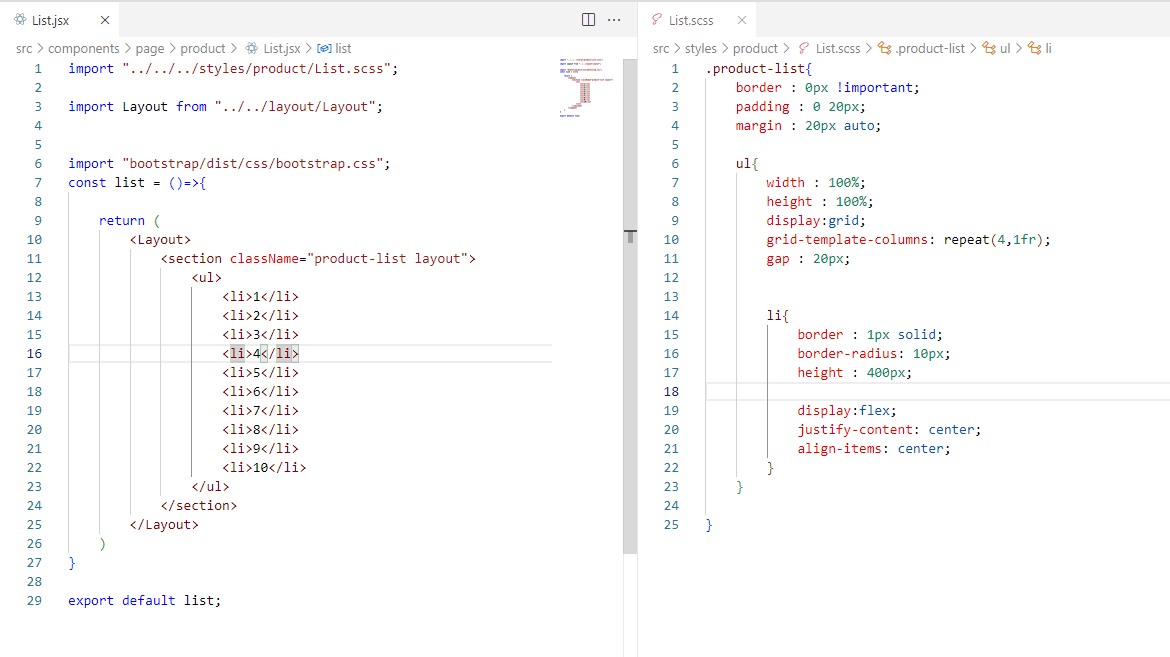 List.jsx
src > components > page > product > List.jsx > list
1 import "../../../styles/product/List.scss";
2
3 import Layout from "../../layout/Layout";
4
5
6 import "bootstrap/dist/css/bootstrap.css";
7 const list = ()=>{
8
9 return (
10 <Layout>
11 <section className="product-list layout">
12 <ul>
13 <li>1</li>
14 <li>2</li>
15 <li>3</li>
16 <li>4</li>
17 <li>5</li>
18 <li>6</li>
19 <li>7</li>
20 <li>8</li>
21 <li>9</li>
22 <li>10</li>
23 </ul>
24 </section>
25 </Layout>
26 )
27 }
28
29 export default list;
List.scss
src > styles > product > List.scss > .product-list > ul > li
1 .product-list{
2 border : 0px !important;
3 padding : 0 20px;
4 margin : 20px auto;
5
6 ul{
7 width : 100%;
8 height : 100%;
9 display:grid;
10 grid-template-columns: repeat(4,1fr);
11 gap : 20px;
12
13
14 li{
15 border : 1px solid;
16 border-radius: 10px;
17 height : 400px;
18
19 display:flex;
20 justify-content: center;
21 align-items: center;
22 }
23 }
24
25 }